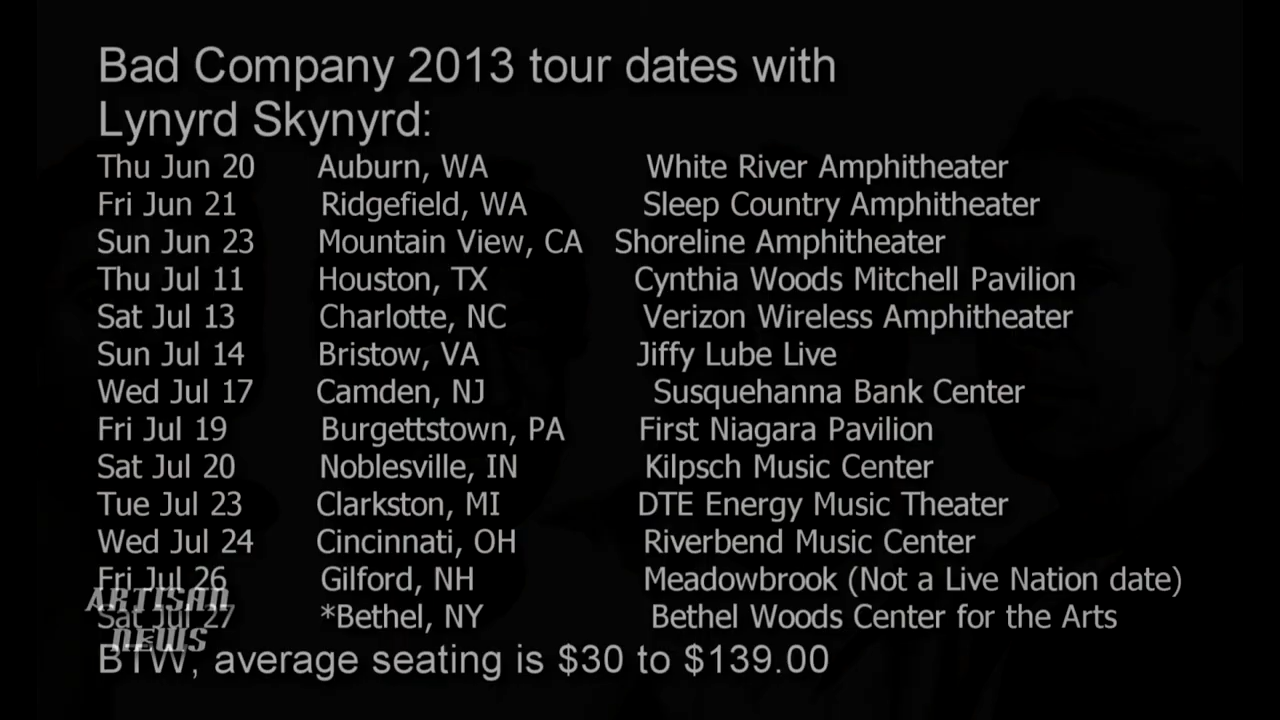 Bad Company 2013 tour dates with
Lynyrd Skynyrd:
Thu Jun 20 Auburn, WA White River Amphitheater
Fri Jun 21 Ridgefield, WA Sleep Country Amphitheater
Sun Jun 23 Mountain View, CA Shoreline Amphitheater
Thu Jul 11 Houston, TX Cynthia Woods Mitchell Pavilion
Sat Jul 13 Charlotte, NC Verizon Wireless Amphitheater
Sun Jul 14 Bristow, VA Jiffy Lube Live
Wed Jul 17 Camden, NJ Susquehanna Bank Center
Fri Jul 19 Burgettstown, PA First Niagara Pavilion
Sat Jul 20 Noblesville, IN Kilpsch Music Center
Tue Jul 23 Clarkston, MI DTE Energy Music Theater
Wed Jul 24 Cincinnati, OH Riverbend Music Center
Fri Jul 26 Gilford, NH Meadowbrook (Not a Live Nation date)
Sat Jul 27 *Bethel, NY Bethel Woods Center for the Arts
BTW, average seating is $30 to $139.00
ARTISAN
NEWS